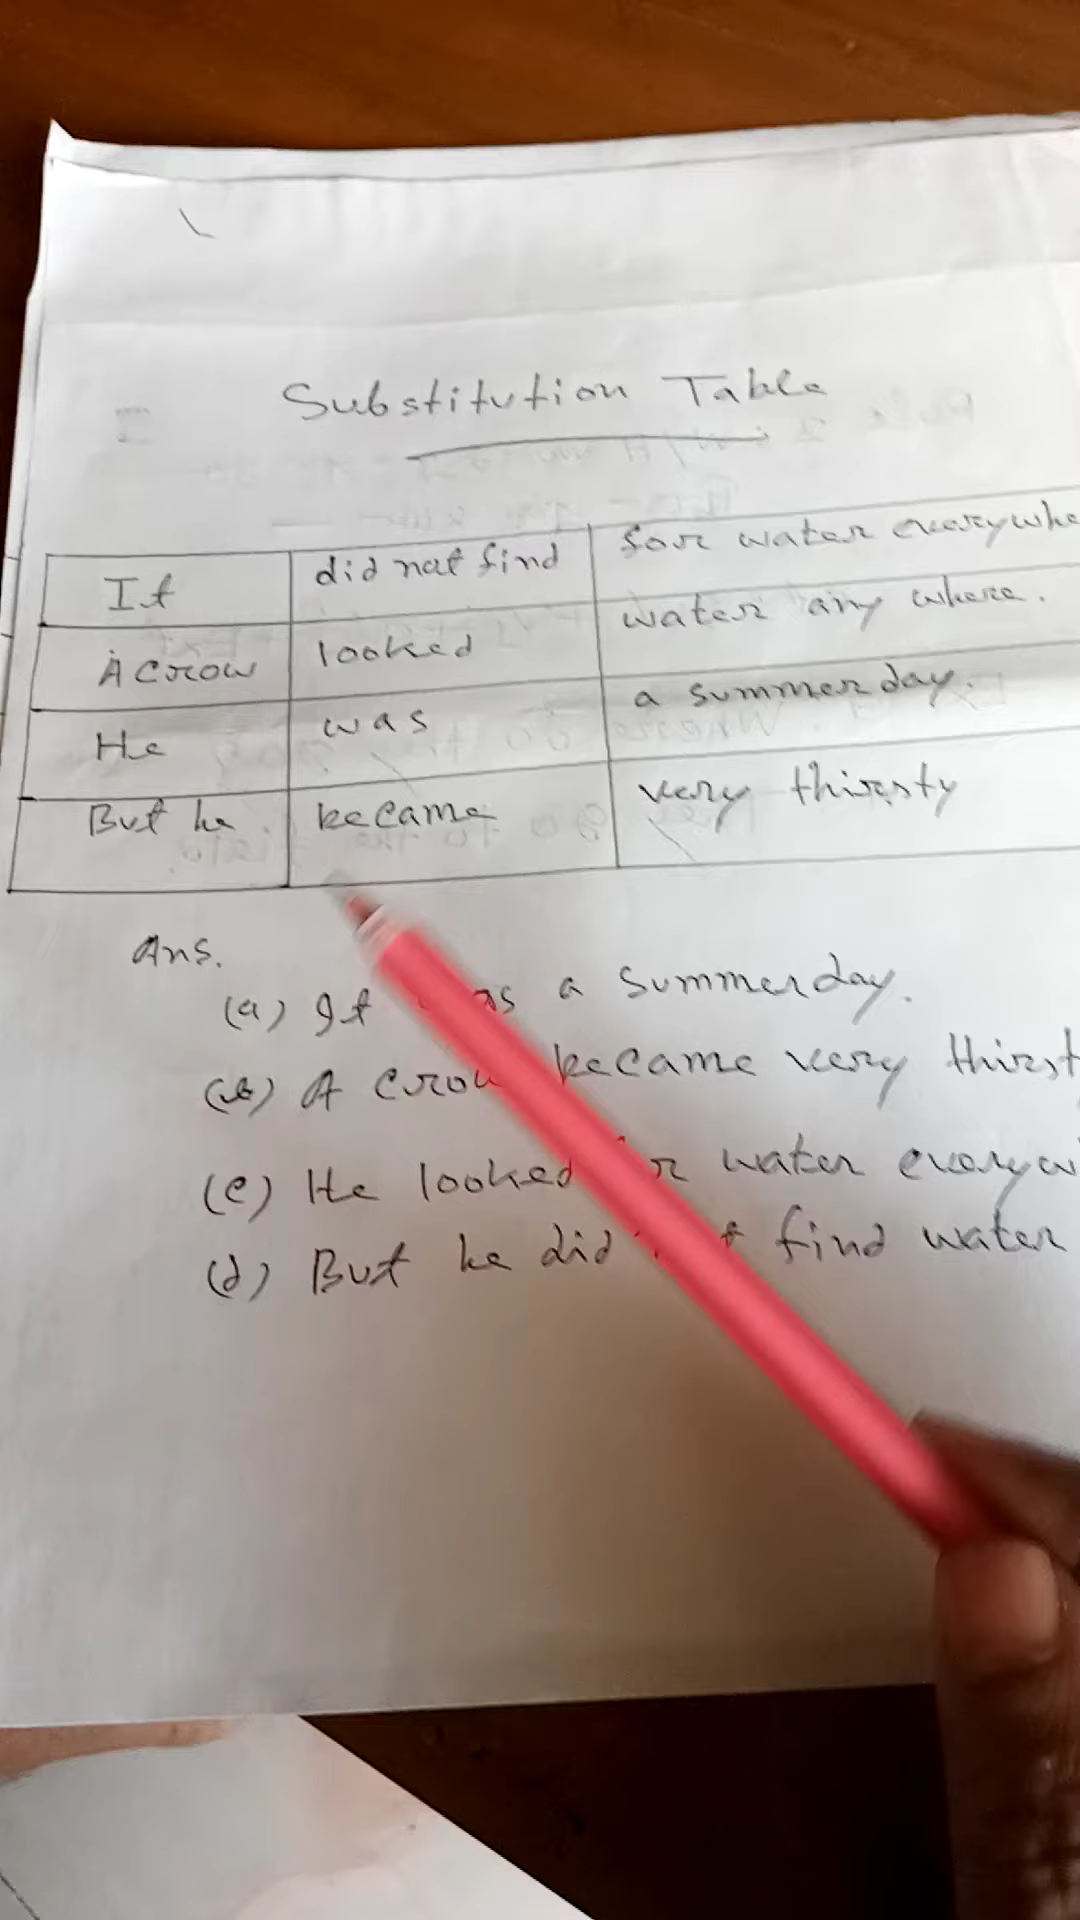 Substitution Table
It did not find for water everywhe
A crow looked water any where.
He was a summer day.
But he became very thirsty
Ans.
(a) It as a summer day.
(b) A crow became very thirst
(c) He looked water everyw
(d) But he did find water